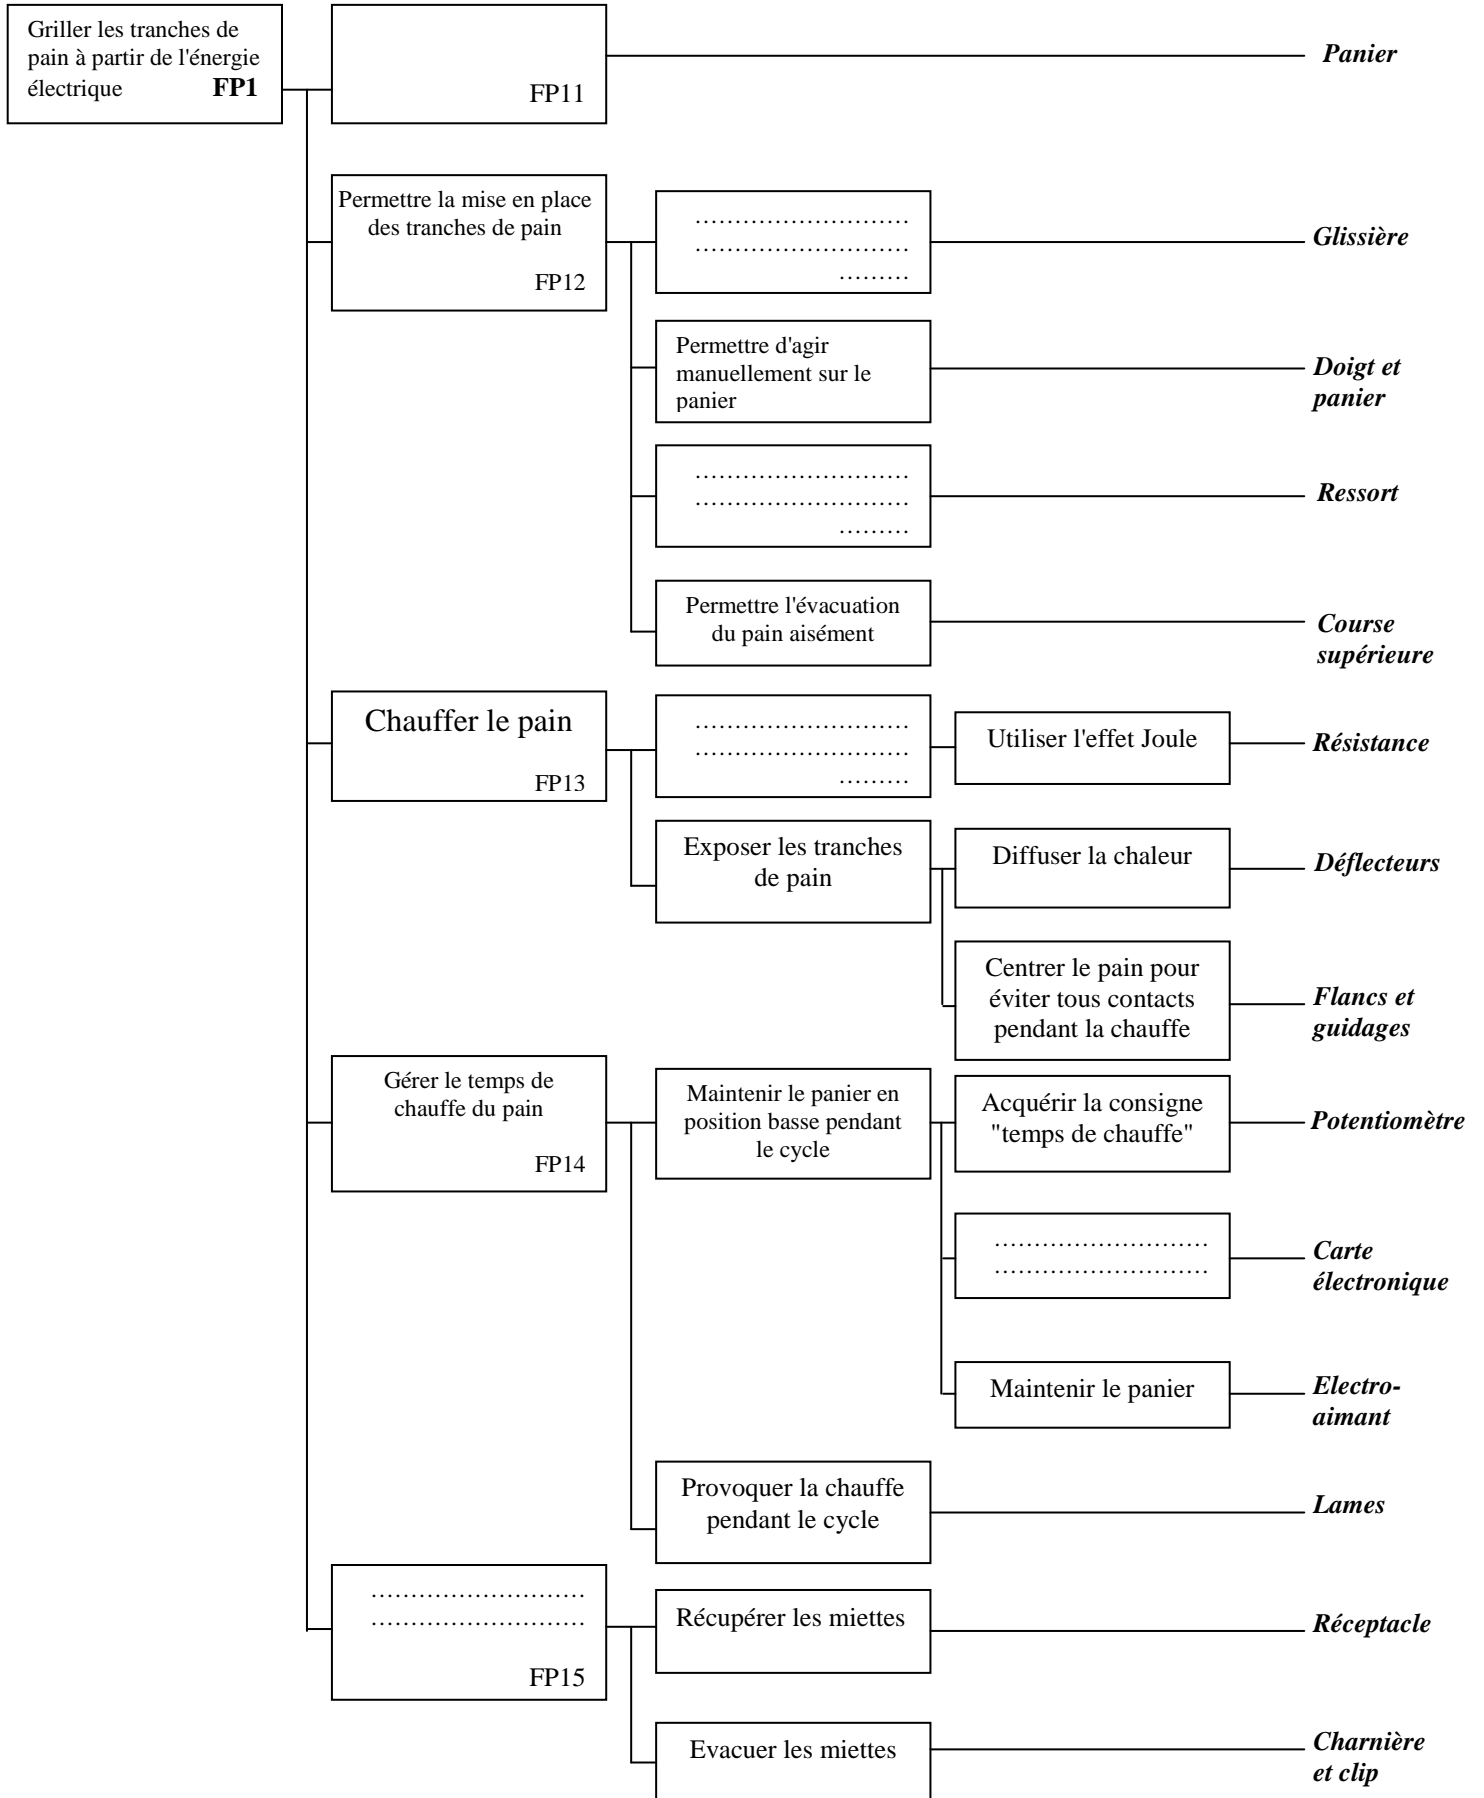 Griller les tranches de
pain à partir de l'énergie
électrique FP1
FP11
Panier
Permettre la mise en place
des tranches de pain
FP12
...........................
...........................
.........
Glissière
Permettre d'agir
manuellement sur le
panier
Doigt et
panier
...........................
...........................
.........
Ressort
Permettre l'évacuation
du pain aisément
Course
supérieure
Chauffer le pain
FP13
...........................
...........................
.........
Utiliser l'effet Joule
Résistance
Exposer les tranches
de pain
Diffuser la chaleur
Déflecteurs
Centrer le pain pour
éviter tous contacts
pendant la chauffe
Flancs et
guidages
Gérer le temps de
chauffe du pain
FP14
Maintenir le panier en
position basse pendant
le cycle
Acquérir la consigne
"temps de chauffe"
Potentiomètre
...........................
...........................
Carte
électronique
Maintenir le panier
Electro-
aimant
Provoquer la chauffe
pendant le cycle
Lames
...........................
...........................
FP15
Récupérer les miettes
Réceptacle
Evacuer les miettes
Charnière
et clip